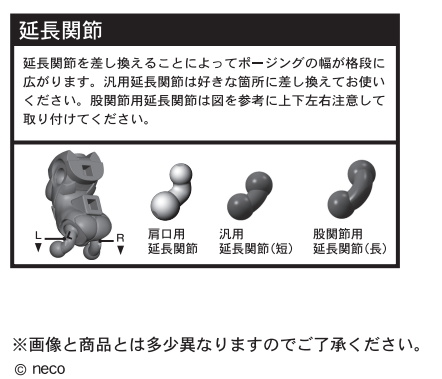 延長関節
延長関節を差し換えることによってポージングの幅が格段に
広がります。汎用延長関節は好きな箇所に差し換えてお使い
ください。股関節用延長関節は図を参考に上下左右注意して
取り付けてください。
L
R
肩口用
延長関節
汎用
延長関節(短)
股関節用
延長関節(長)
※画像と商品とは多少異なりますのでご了承ください。
© neco